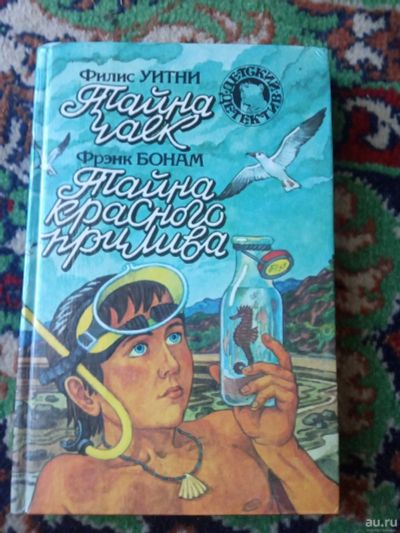 Филис УИТНИ
Тайна
чаек
ДЕТСКИЙ
ДЕТЕКТИВ
Фрэнк БОНАМ
Тайна
красного
прилива
au.ru